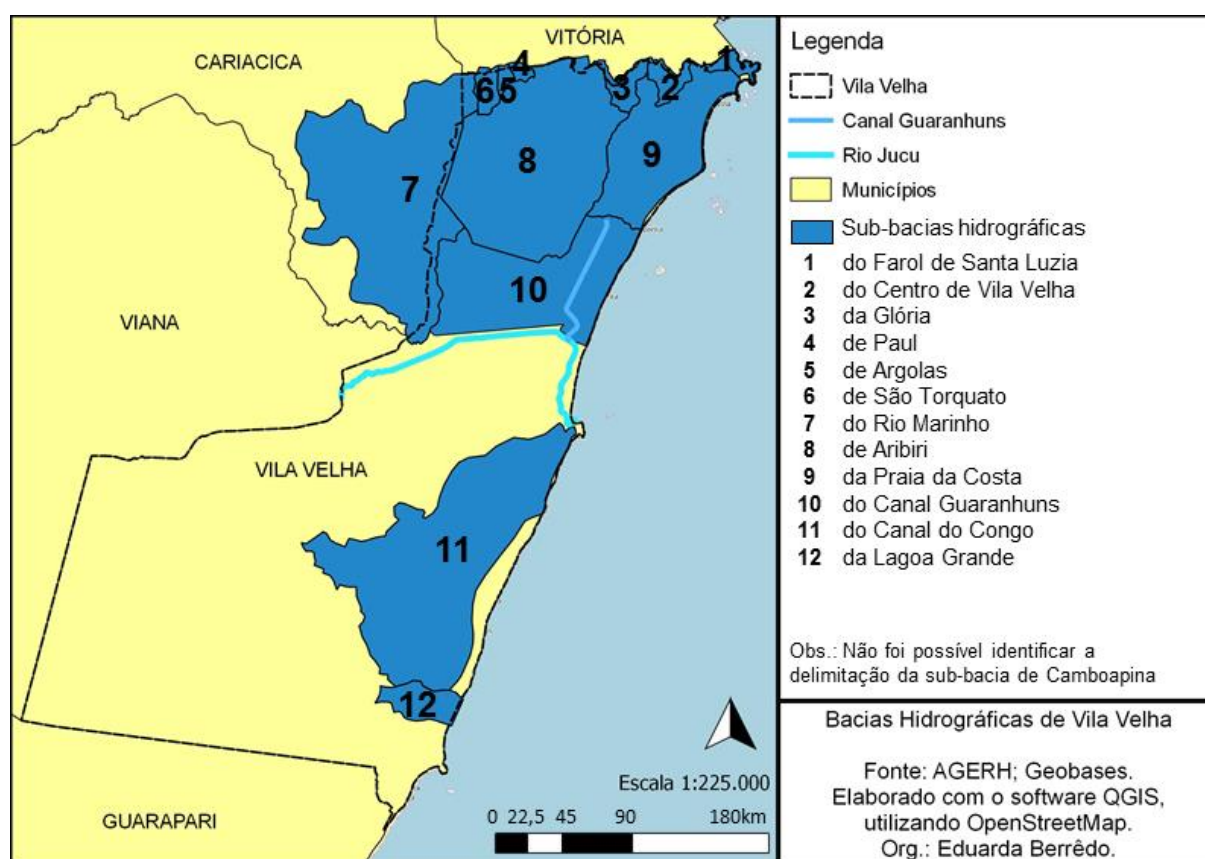 VITÓRIA
CARIACICA
1
4
6
5
3
2
9
8
7
10
VIANA
VILA VELHA
11
12
GUARAPARI
Escala 1:225.000
0 22,5 45 90 180km
Legenda
Vila Velha
Canal Guaranhuns
Rio Jucu
Municípios
Sub-bacias hidrográficas
1 do Farol de Santa Luzia
2 do Centro de Vila Velha
3 da Glória
4 de Paul
5 de Argolas
6 de São Torquato
7 do Rio Marinho
8 de Aribiri
9 da Praia da Costa
10 do Canal Guaranhuns
11 do Canal do Congo
12 da Lagoa Grande
Obs.: Não foi possível identificar a
delimitação da sub-bacia de Camboapina
Bacias Hidrográficas de Vila Velha
Fonte: AGERH; Geobases.
Elaborado com o software QGIS,
utilizando OpenStreetMap.
Org.: Eduarda Berrêdo.